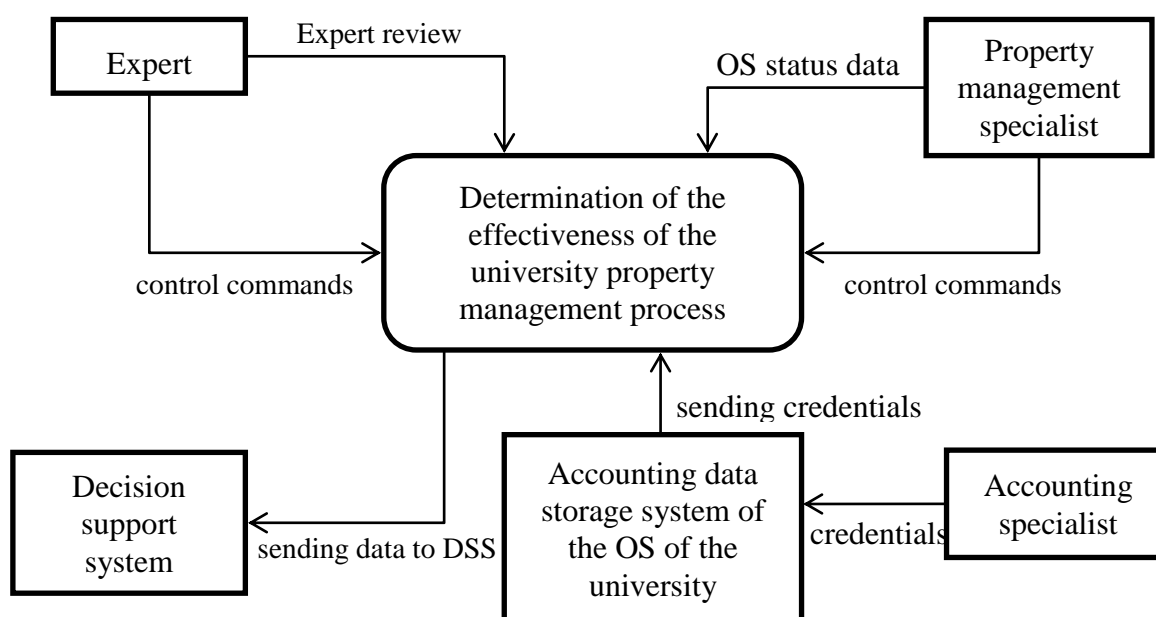 Expert review
Expert
OS status data
Property
management
specialist
Determination of the
effectiveness of the
university property
management process
control commands
control commands
sending credentials
Decision
support
system
sending data to DSS
Accounting data
storage system of
the OS of the
university
credentials
Accounting
specialist